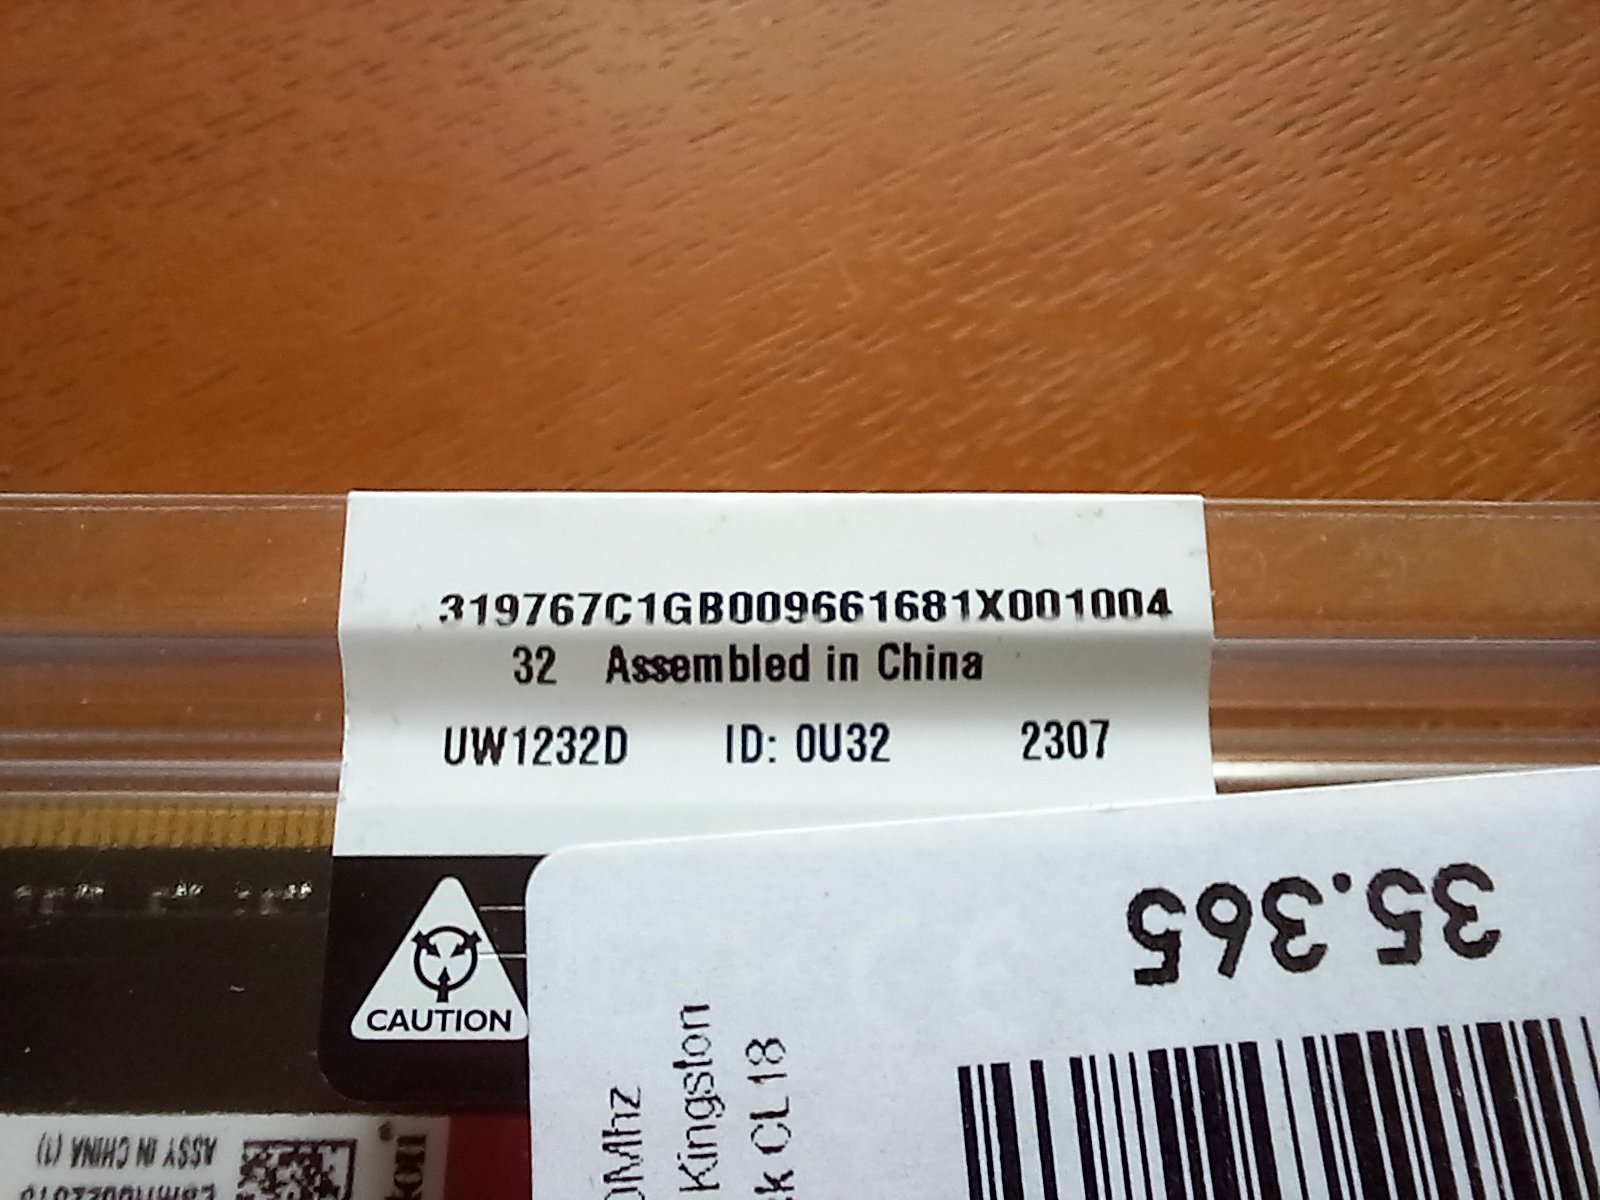 319767C1GB009661681X001004
32 Assembled in China
UW1232D ID: 0U32 2307
CAUTION
35.365
Kingston
CL18
ASSY IN CHINA (1)